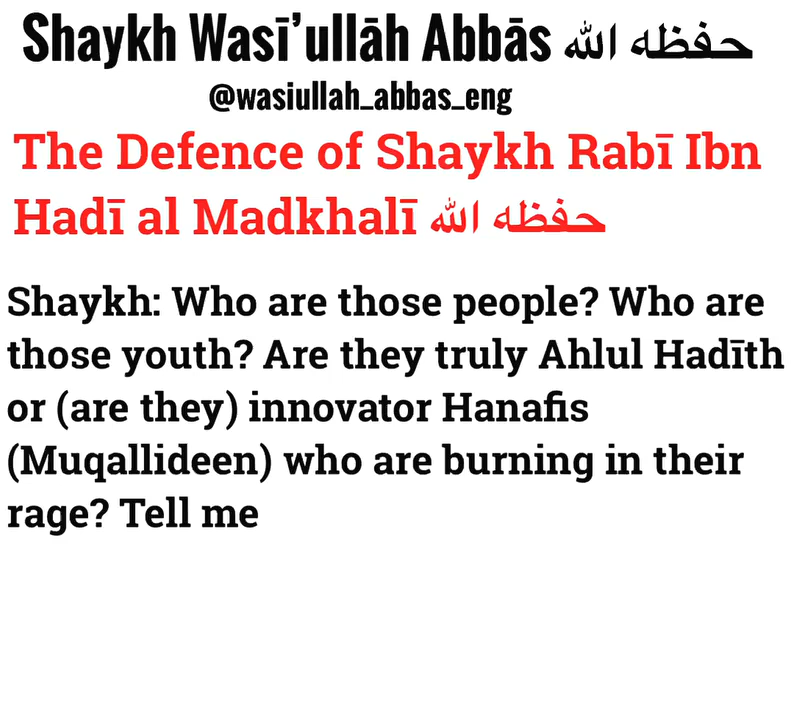 Shaykh Wasī’ullāh Abbās حفظه الله
@wasiullah_abbas_eng
The Defence of Shaykh Rabī Ibn
Hadī al Madkhalī حفظه الله
Shaykh: Who are those people? Who are
those youth? Are they truly Ahlul Hadīth
or (are they) innovator Hanafis
(Muqallideen) who are burning in their
rage? Tell me